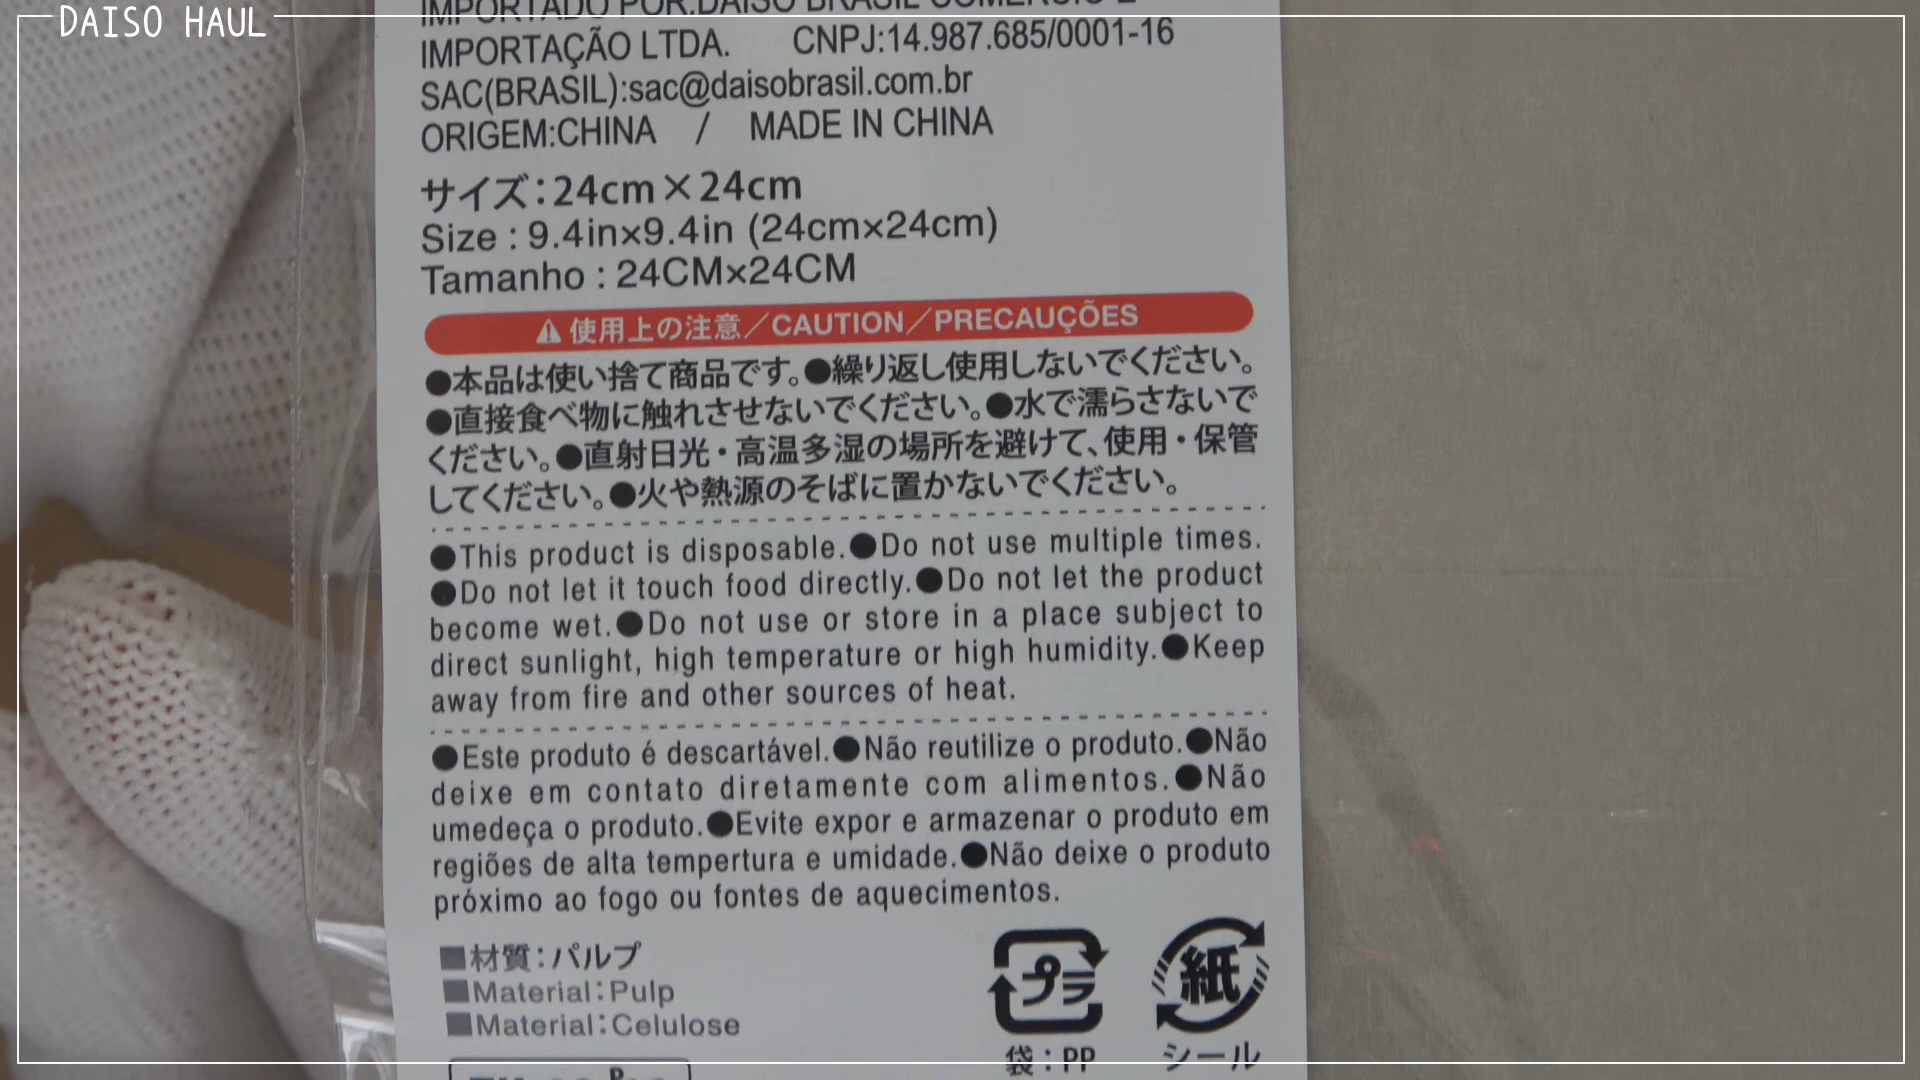 DAISO HAUL
IMPORTADO POR:DAISO BRASIL COMÉRCIO E
IMPORTAÇÃO LTDA. CNPJ:14.987.685/0001-16
SAC(BRASIL):sac@daisobrasil.com.br
ORIGEM:CHINA / MADE IN CHINA
サイズ:24cm×24cm
Size : 9.4in×9.4in (24cm×24cm)
Tamanho : 24CM×24CM
使用上の注意/CAUTION/PRECAUÇÕES
●本品は使い捨て商品です。●繰り返し使用しないでください。
●直接食べ物に触れさせないでください。●水で濡らさないで
ください。●直射日光・高温多湿の場所を避けて、使用・保管
してください。●火や熱源のそばに置かないでください。
●This product is disposable.●Do not use multiple times.
●Do not let it touch food directly.●Do not let the product
become wet.●Do not use or store in a place subject to
direct sunlight, high temperature or high humidity.●Keep
away from fire and other sources of heat.
●Este produto é descartável.●Não reutilize o produto.●Não
deixe em contato diretamente com alimentos.●Não
umedeça o produto.●Evite expor e armazenar o produto em
regiões de alta tempertura e umidade.●Não deixe o produto
próximo ao fogo ou fontes de aquecimentos.
■材質:パルプ
■Material:Pulp
■Material:Celulose
プラ 紙
袋:PP シール